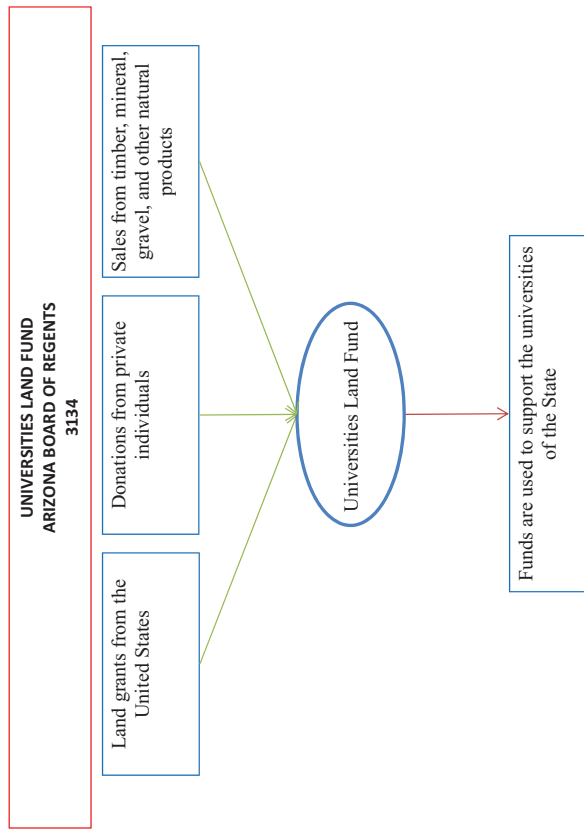 UNIVERSITIES LAND FUND
ARIZONA BOARD OF REGENTS
3134
Land grants from the
United States
Donations from private
individuals
Sales from timber, mineral,
gravel, and other natural
products
Universities Land Fund
Funds are used to support the universities
of the State